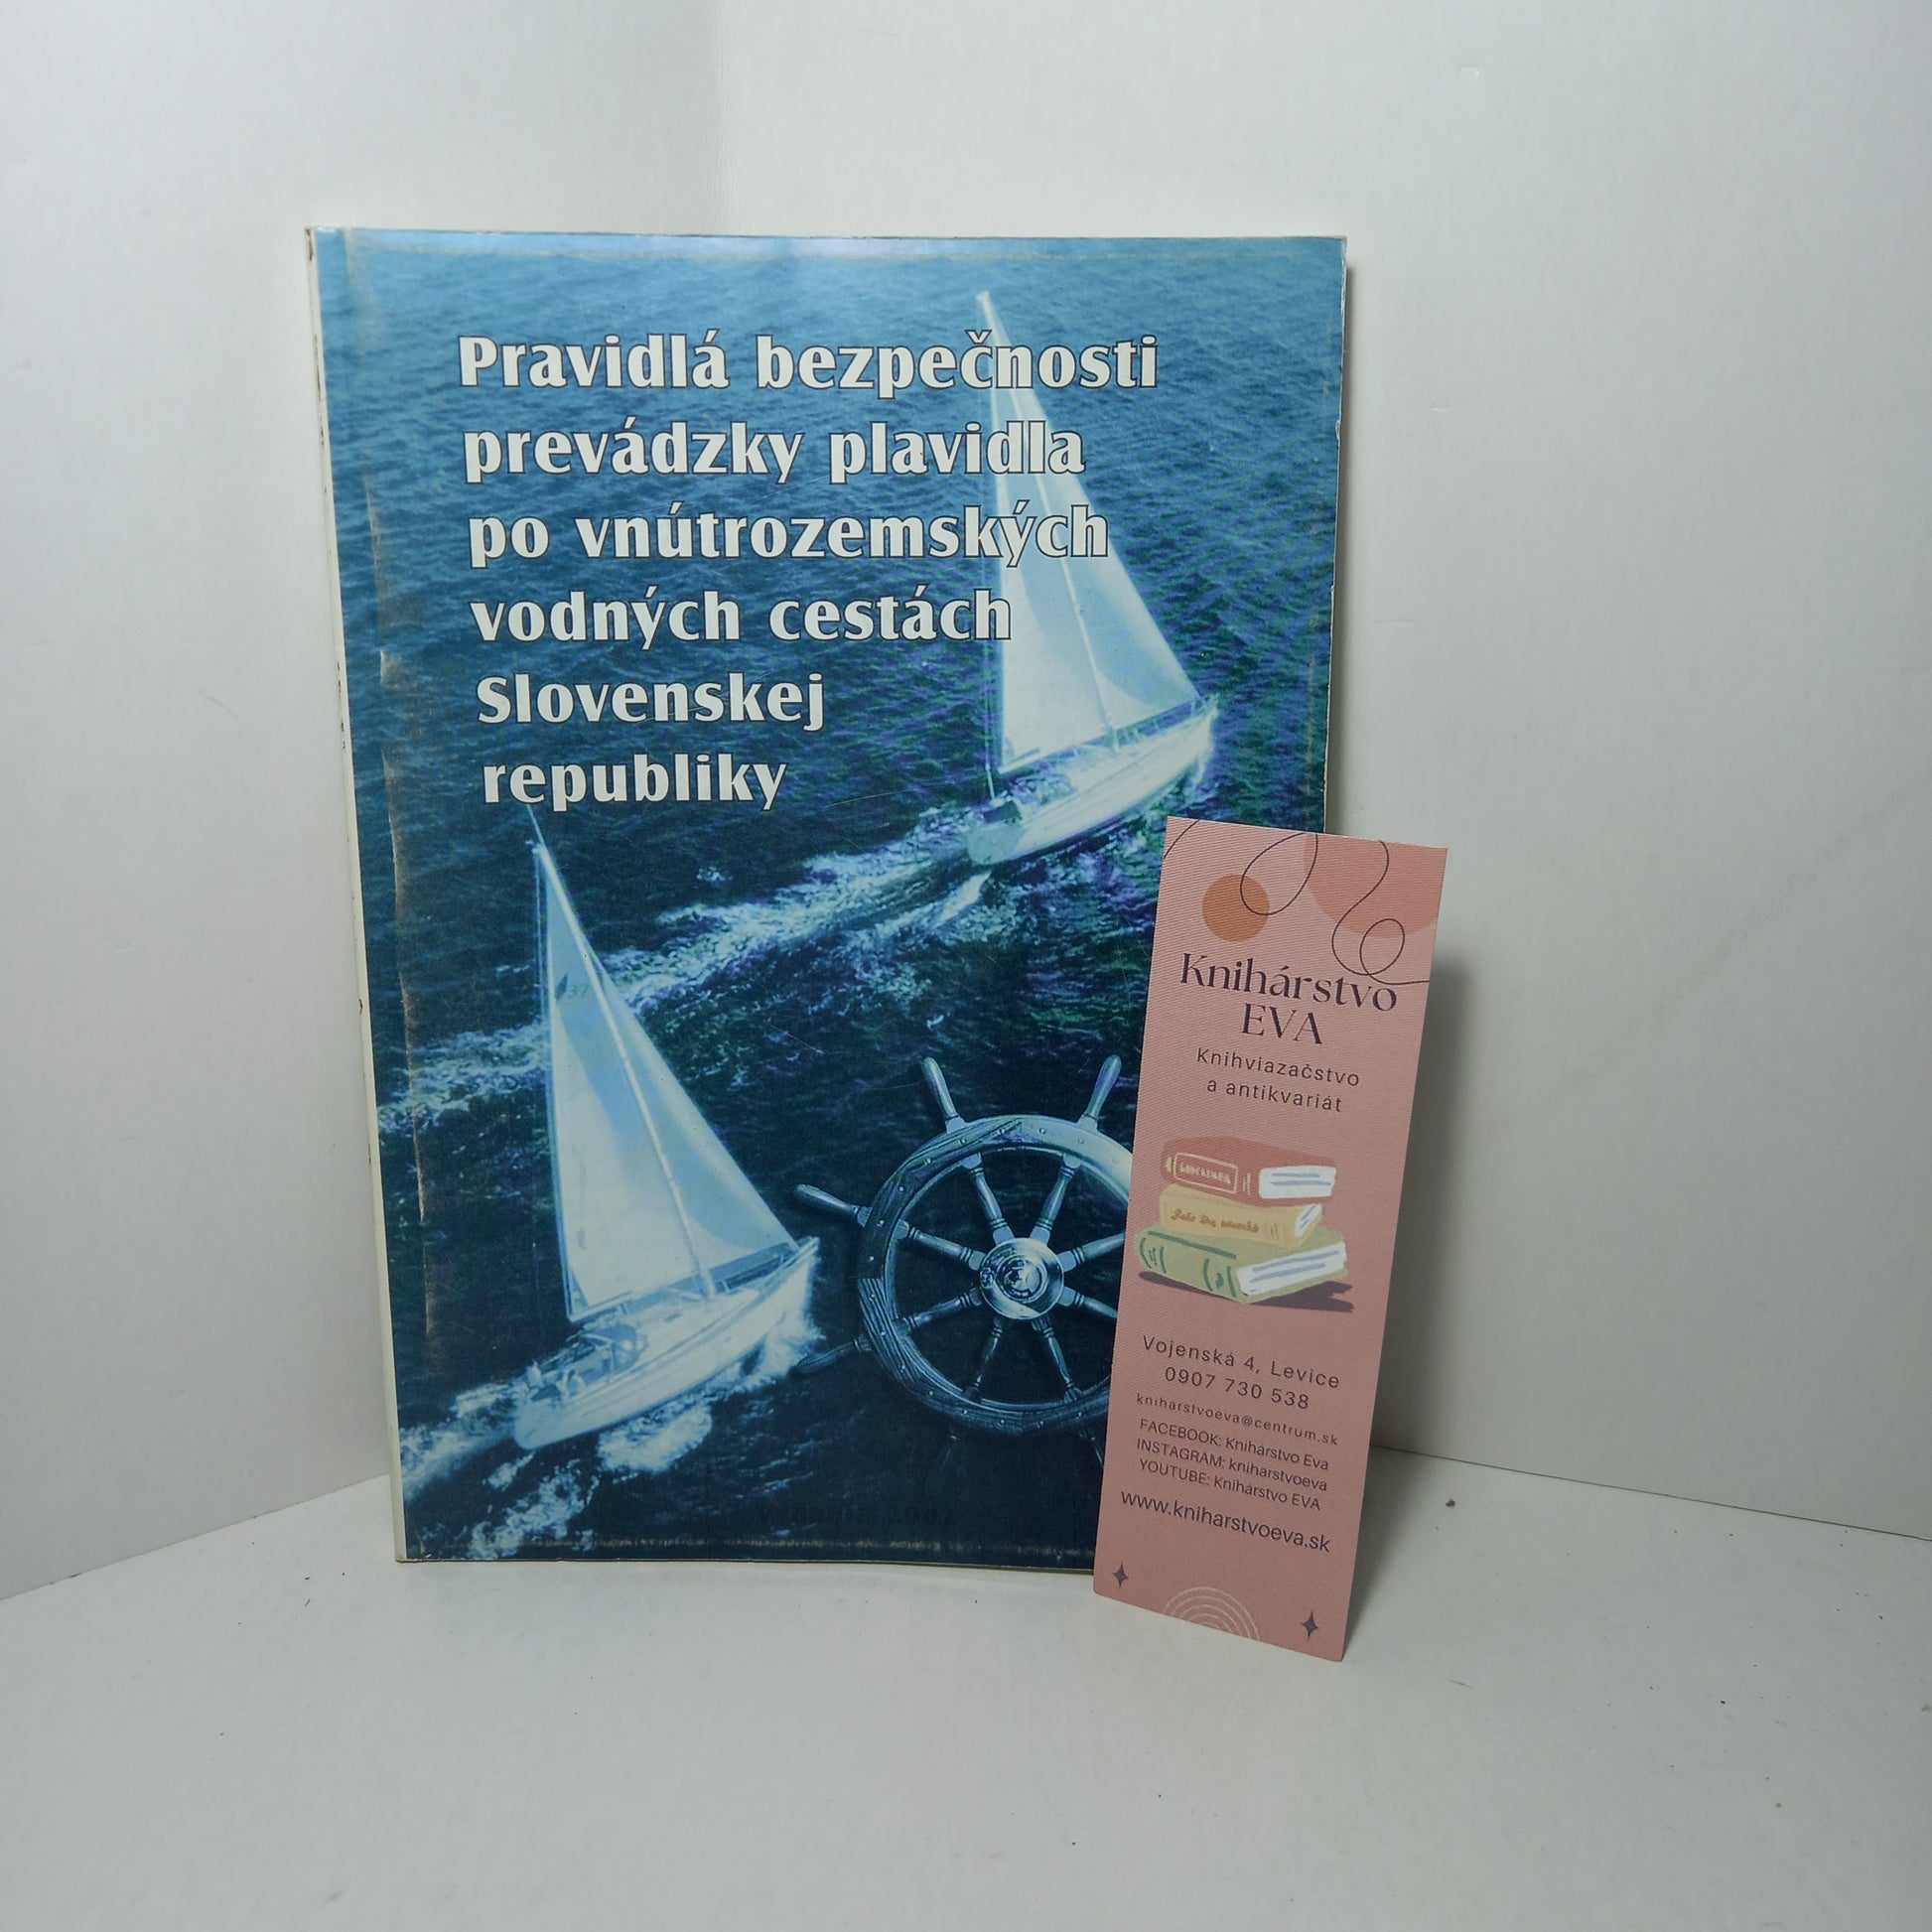 Pravidlá bezpečnosti
prevádzky plavidla
po vnútrozemských
vodných cestách
Slovenskej
republiky
Knihárstvo
EVA
Knihviazačstvo
a antikvariát
Vojenská 4, Levice
0907 730 538
kniharstvoeva@centrum.sk
FACEBOOK: Knihárstvo Eva
INSTAGRAM: kniharstvoeva
YOUTUBE: Knihárstvo EVA
www.kniharstvoeva.sk